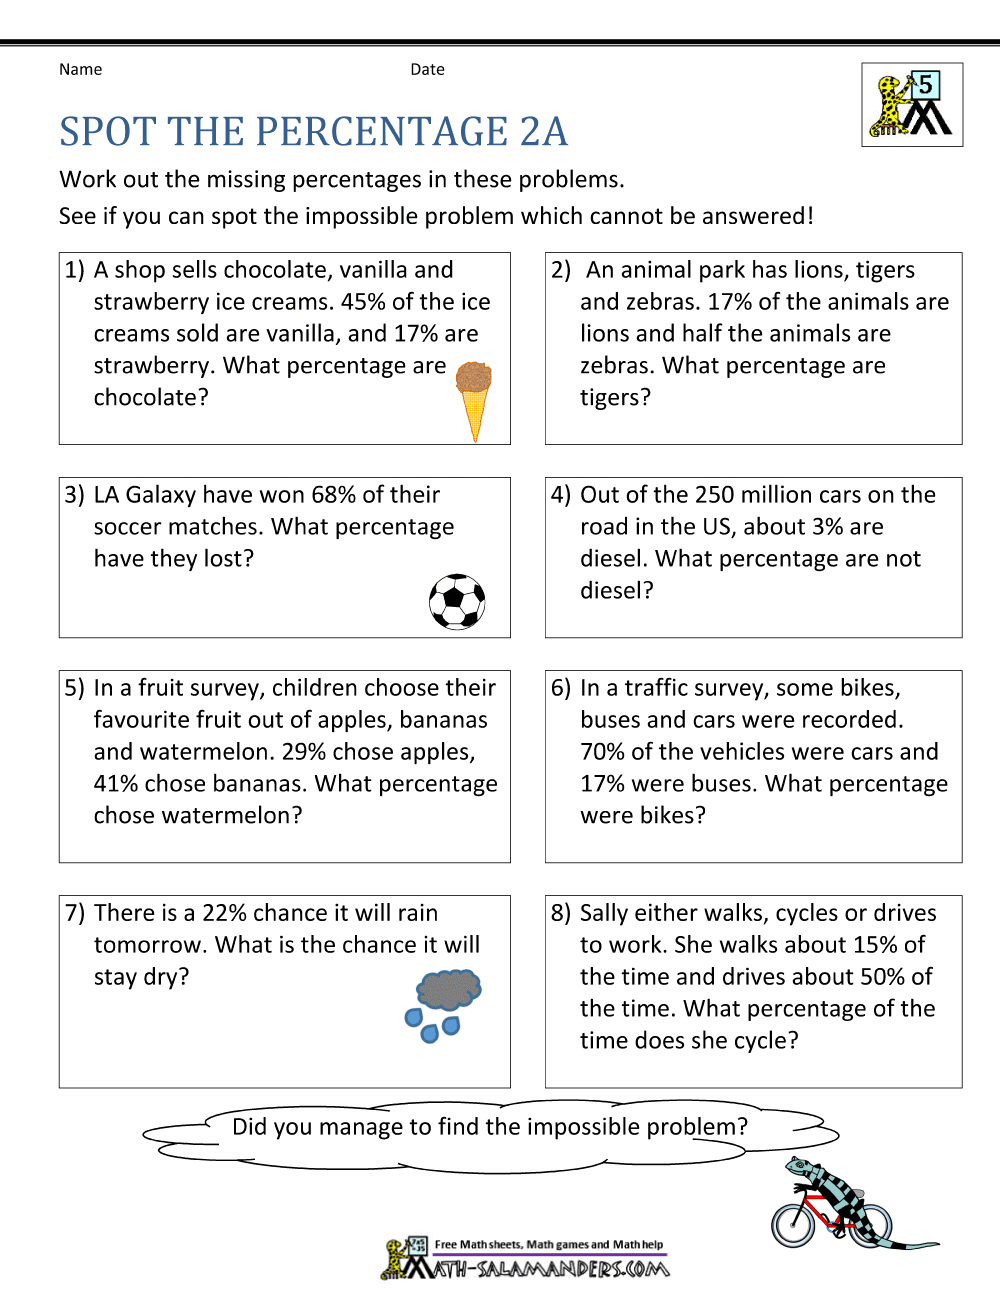 Name Date
5
SPOT THE PERCENTAGE 2A
Work out the missing percentages in these problems.
See if you can spot the impossible problem which cannot be answered!
1) A shop sells chocolate, vanilla and
strawberry ice creams. 45% of the ice
creams sold are vanilla, and 17% are
strawberry. What percentage are
chocolate?
2) An animal park has lions, tigers
and zebras. 17% of the animals are
lions and half the animals are
zebras. What percentage are
tigers?
3) LA Galaxy have won 68% of their
soccer matches. What percentage
have they lost?
4) Out of the 250 million cars on the
road in the US, about 3% are
diesel. What percentage are not
diesel?
5) In a fruit survey, children choose their
favourite fruit out of apples, bananas
and watermelon. 29% chose apples,
41% chose bananas. What percentage
chose watermelon?
6) In a traffic survey, some bikes,
buses and cars were recorded.
70% of the vehicles were cars and
17% were buses. What percentage
were bikes?
7) There is a 22% chance it will rain
tomorrow. What is the chance it will
stay dry?
8) Sally either walks, cycles or drives
to work. She walks about 15% of
the time and drives about 50% of
the time. What percentage of the
time does she cycle?
Did you manage to find the impossible problem?
7x5
=35
Free Math sheets, Math games and Math help
MATH-SALAMANDERS.COM